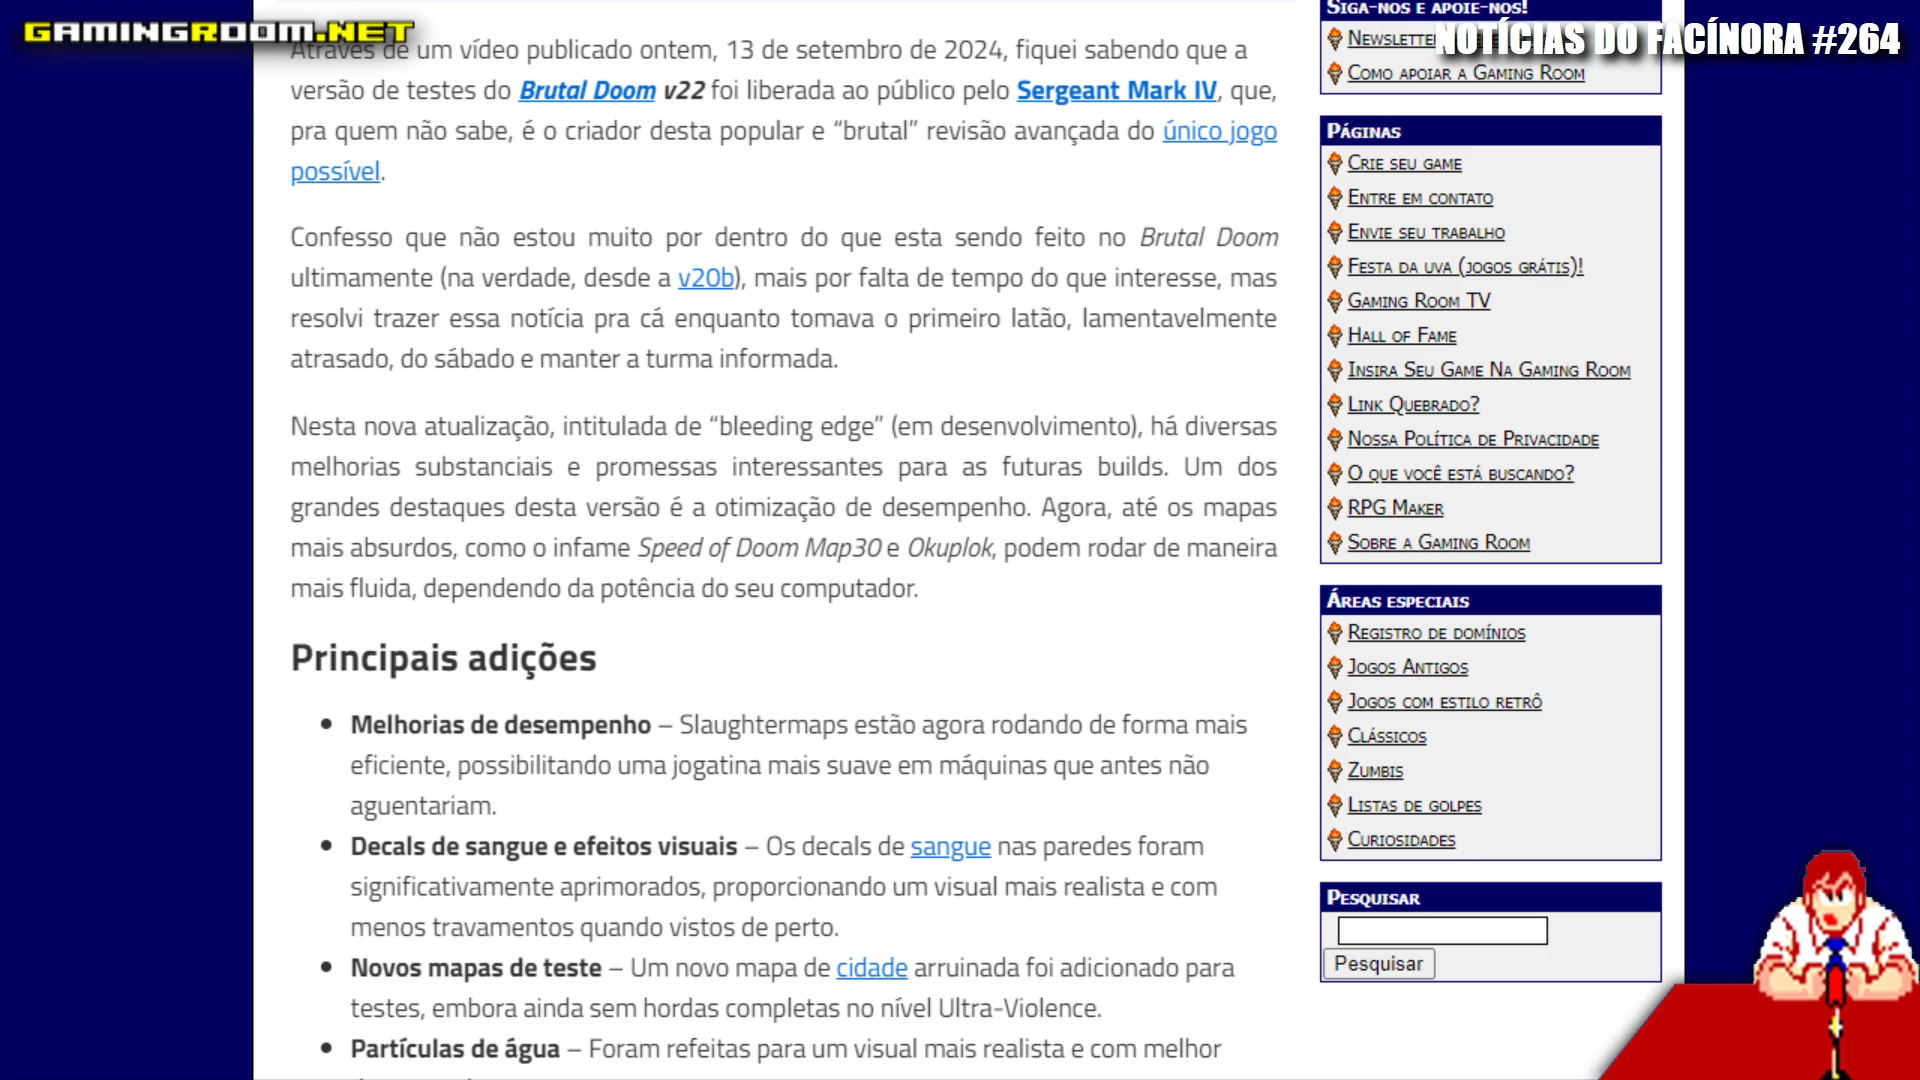 GAMINGROOM.NET
NOTÍCIAS DO FACÍNORA #264
Através de um vídeo publicado ontem, 13 de setembro de 2024, fiquei sabendo que a
versão de testes do Brutal Doom v22 foi liberada ao público pelo Sergeant Mark IV, que,
pra quem não sabe, é o criador desta popular e “brutal” revisão avançada do único jogo
possível.
Confesso que não estou muito por dentro do que esta sendo feito no Brutal Doom
ultimamente (na verdade, desde a v20b), mais por falta de tempo do que interesse, mas
resolvi trazer essa notícia pra cá enquanto tomava o primeiro latão, lamentavelmente
atrasado, do sábado e manter a turma informada.
Nesta nova atualização, intitulada de “bleeding edge” (em desenvolvimento), há diversas
melhorias substanciais e promessas interessantes para as futuras builds. Um dos
grandes destaques desta versão é a otimização de desempenho. Agora, até os mapas
mais absurdos, como o infame Speed of Doom Map30 e Okuplok, podem rodar de maneira
mais fluida, dependendo da potência do seu computador.
Principais adições
• Melhorias de desempenho – Slaughtermaps estão agora rodando de forma mais
eficiente, possibilitando uma jogatina mais suave em máquinas que antes não
aguentariam.
• Decals de sangue e efeitos visuais – Os decals de sangue nas paredes foram
significativamente aprimorados, proporcionando um visual mais realista e com
menos travamentos quando vistos de perto.
• Novos mapas de teste – Um novo mapa de cidade arruinada foi adicionado para
testes, embora ainda sem hordas completas no nível Ultra-Violence.
• Partículas de água – Foram refeitas para um visual mais realista e com melhor
Siga-nos e apoie-nos!
Newsletter
Como apoiar a Gaming Room
Páginas
Crie seu game
Entre em contato
Envie seu trabalho
Festa da uva (jogos grátis)!
Gaming Room TV
Hall of Fame
Insira Seu Game Na Gaming Room
Link Quebrado?
Nossa Política de Privacidade
O que você está buscando?
RPG Maker
Sobre a Gaming Room
Áreas especiais
Registro de domínios
Jogos Antigos
Jogos com estilo retrô
Clássicos
Zumbis
Listas de golpes
Curiosidades
Pesquisar
Pesquisar